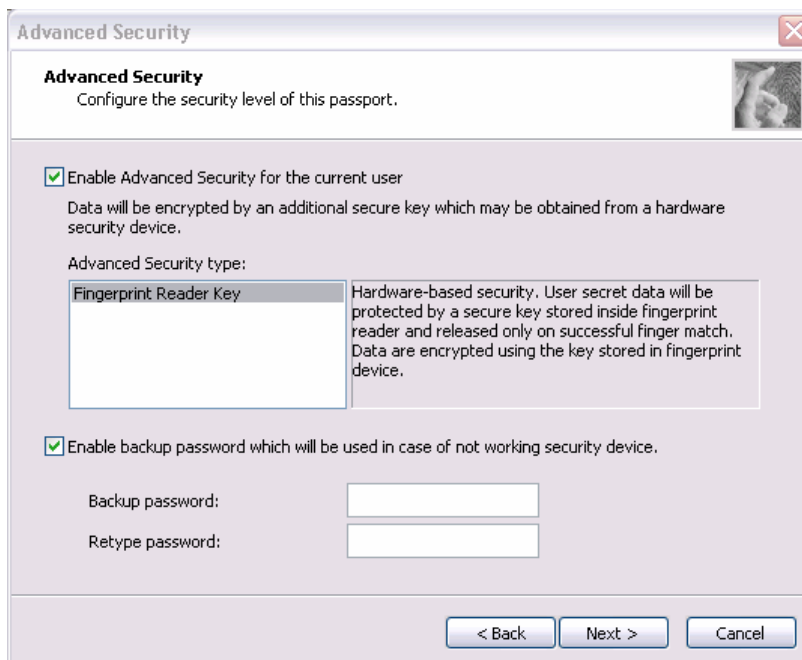 Advanced Security
Advanced Security
Configure the security level of this passport.
Enable Advanced Security for the current user
Data will be encrypted by an additional secure key which may be obtained from a hardware
security device.
Advanced Security type:
Fingerprint Reader Key
Hardware-based security. User secret data will be
protected by a secure key stored inside fingerprint
reader and released only on successful finger match.
Data are encrypted using the key stored in fingerprint
device.
Enable backup password which will be used in case of not working security device.
Backup password:
Retype password:
< Back
Next >
Cancel